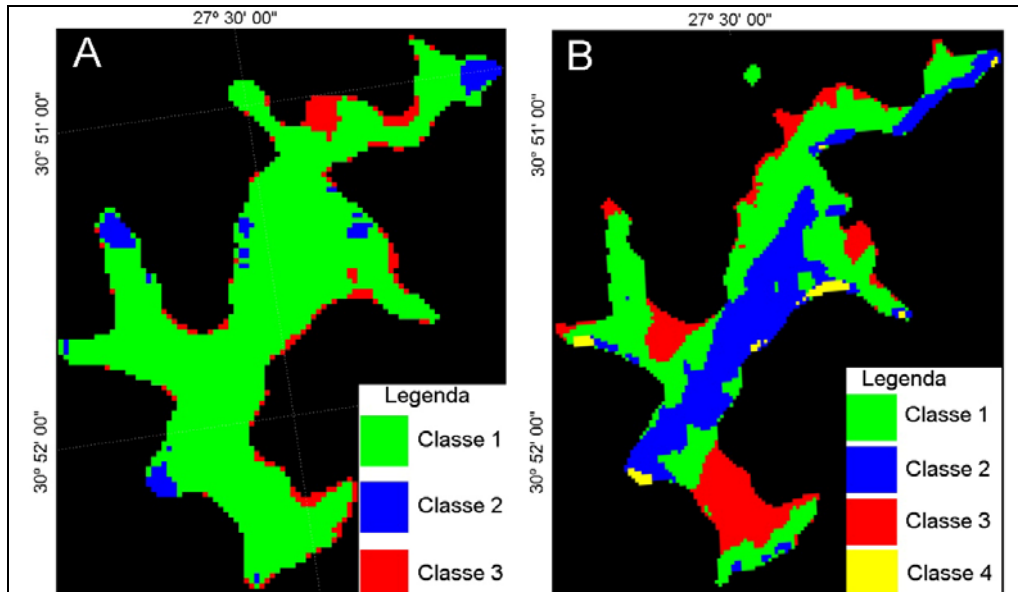 27º 30' 00"
27º 30' 00"
A
B
30º 51' 00"
30º 51' 00"
30º 52' 00"
30º 52' 00"
Legenda
Classe 1
Classe 2
Classe 3
Legenda
Classe 1
Classe 2
Classe 3
Classe 4